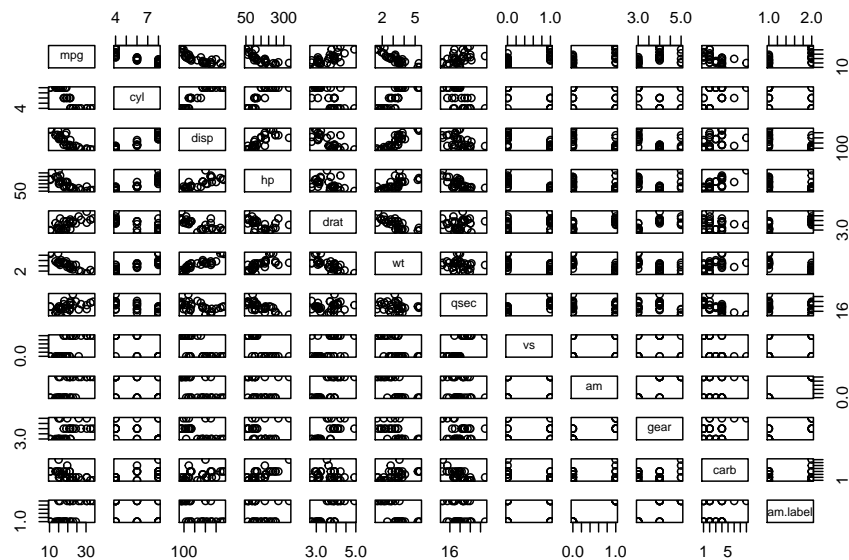 4 7 50 300 2 5 0.0 1.0 3.0 5.0 1.0 2.0
mpg 10
4 cyl
disp 100
50 hp
drat 3.0
2 wt
qsec 16
0.0 vs
am 0.0
3.0 gear
carb 1
1.0 am.label
10 30 100 3.0 5.0 16 0.0 1.0 1 5